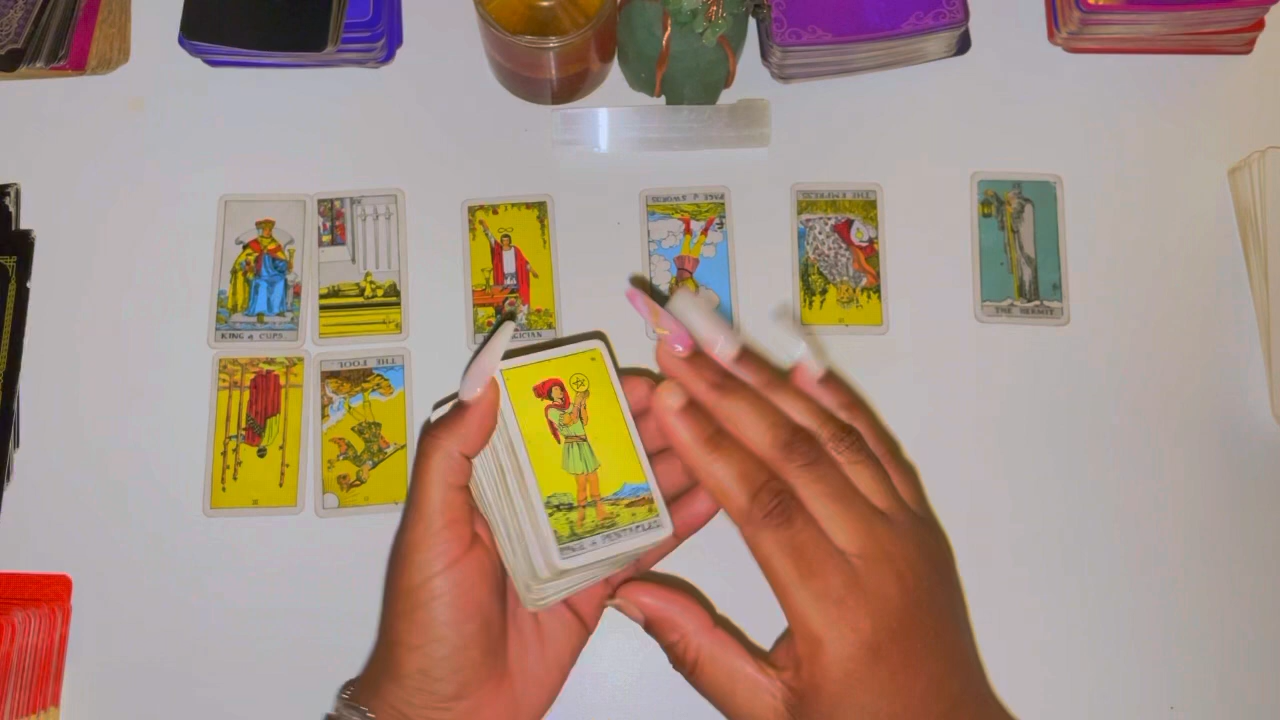 PAGE of SWORDS
THE EMPRESS
KING of CUPS.
THE HERMIT
THE FOOL.
PAGE of PENTACLES